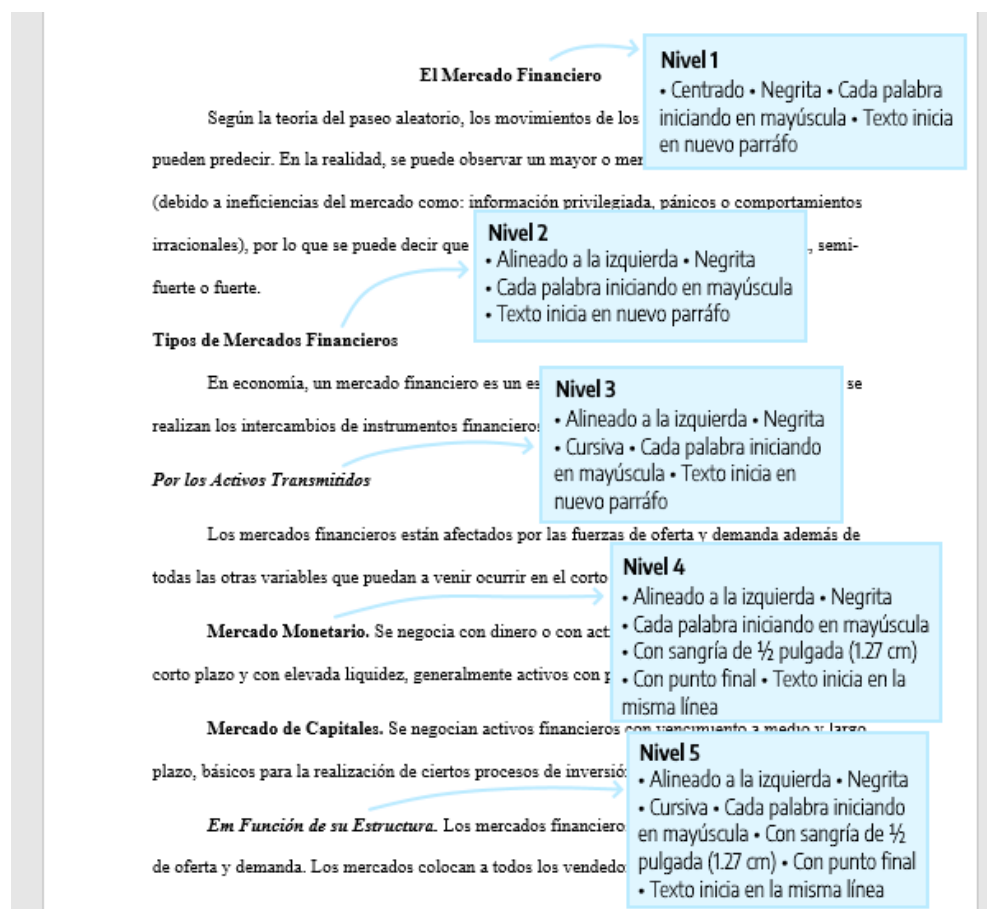 El Mercado Financiero
Según la teoría del paseo aleatorio, los movimientos de los
pueden predecir. En la realidad, se puede observar un mayor o
(debido a ineficiencias del mercado como: información privilegiada, pánicos o comportamientos
irracionales), por lo que se puede decir que , semi-
fuerte o fuerte.
Tipos de Mercados Financieros
En economía, un mercado financiero es un se
realizan los intercambios de instrumentos
Por los Activos Transmitidos
Los mercados financieros están afectados por las fuerzas de oferta y demanda además de
todas las otras variables que puedan a venir ocurrir en el corto
Mercado Monetario. Se negocia con dinero o con
corto plazo y con elevada liquidez, generalmente activos con
Mercado de Capitales. Se negocian activos financieros con vencimiento a medio y largo
plazo, básicos para la realización de ciertos procesos de
Em Función de su Estructura. Los mercados
de oferta y demanda. Los mercados colocan a todos los
Nivel 1
• Centrado • Negrita • Cada palabra
iniciando en mayúscula • Texto inicia
en nuevo parráfo
Nivel 2
• Alineado a la izquierda • Negrita
• Cada palabra iniciando en mayúscula
• Texto inicia en nuevo parráfo
Nivel 3
• Alineado a la izquierda • Negrita
• Cursiva • Cada palabra iniciando
en mayúscula • Texto inicia en
nuevo parráfo
Nivel 4
• Alineado a la izquierda • Negrita
• Cada palabra iniciando en mayúscula
• Con sangría de ½ pulgada (1.27 cm)
• Con punto final • Texto inicia en la
misma línea
Nivel 5
• Alineado a la izquierda • Negrita
• Cursiva • Cada palabra iniciando
en mayúscula • Con sangría de ½
pulgada (1.27 cm) • Con punto final
• Texto inicia en la misma línea